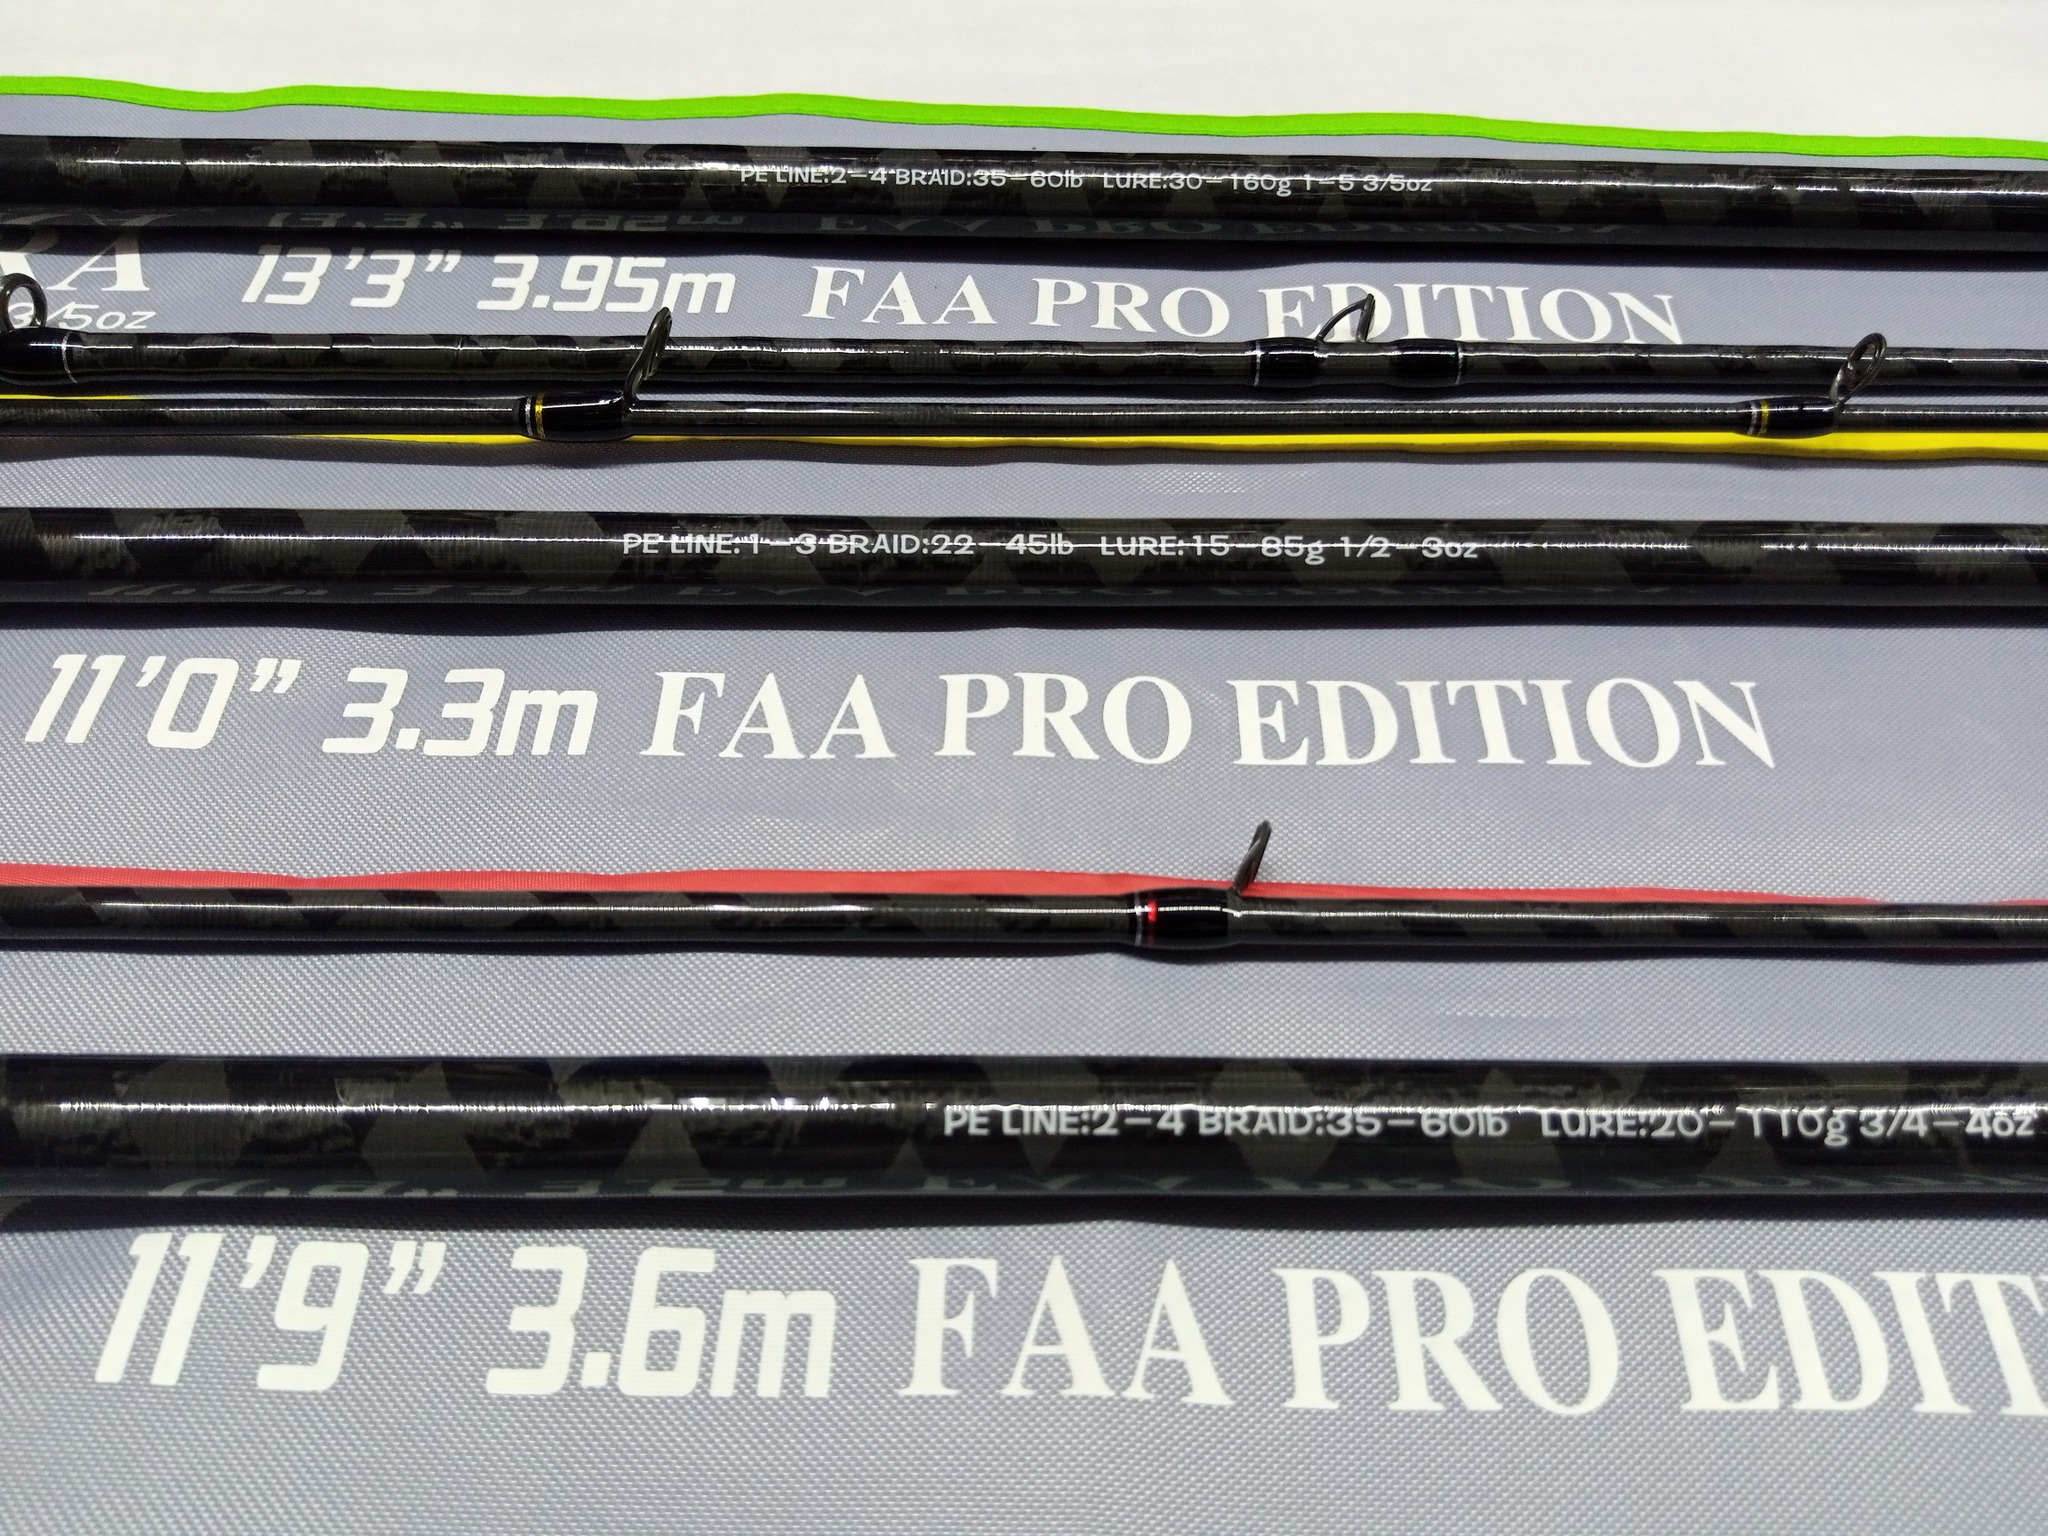 PE LINE:2-4 BRAID:35-60lb LURE:30-160g 1-5 3/5oz
RA 13'3" 3.95m FAA PRO EDITION
3/5oz
PE LINE:1-3 BRAID:22-45lb LURE:15-85g 1/2-3oz
11'0" 3.3m FAA PRO EDITION
PE LINE:2-4 BRAID:35-60lb LURE:20-110g 3/4-4oz
11'9" 3.6m FAA PRO EDIT